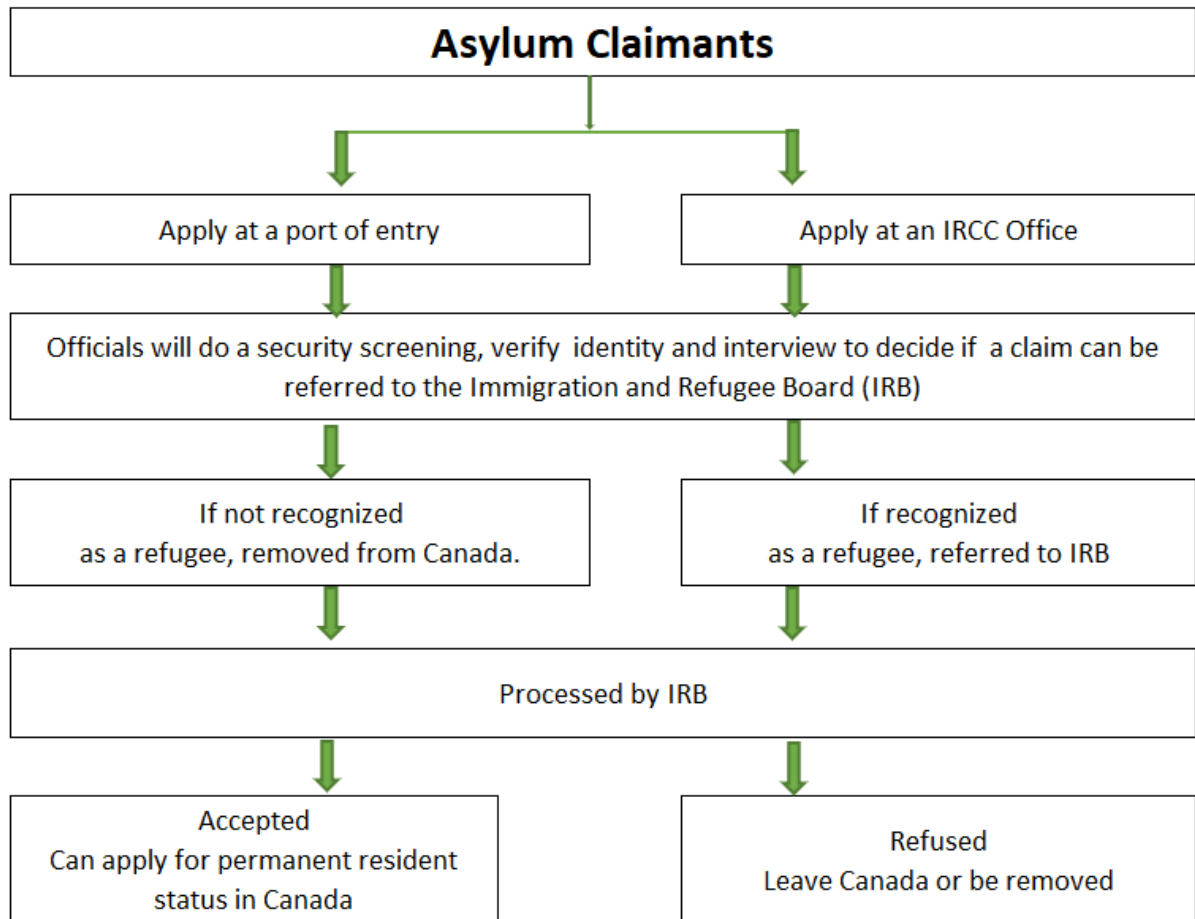 Asylum Claimants
Apply at a port of entry
Apply at an IRCC Office
Officials will do a security screening, verify identity and interview to decide if a claim can be
referred to the Immigration and Refugee Board (IRB)
If not recognized
as a refugee, removed from Canada.
If recognized
as a refugee, referred to IRB
Processed by IRB
Accepted
Can apply for permanent resident
status in Canada
Refused
Leave Canada or be removed